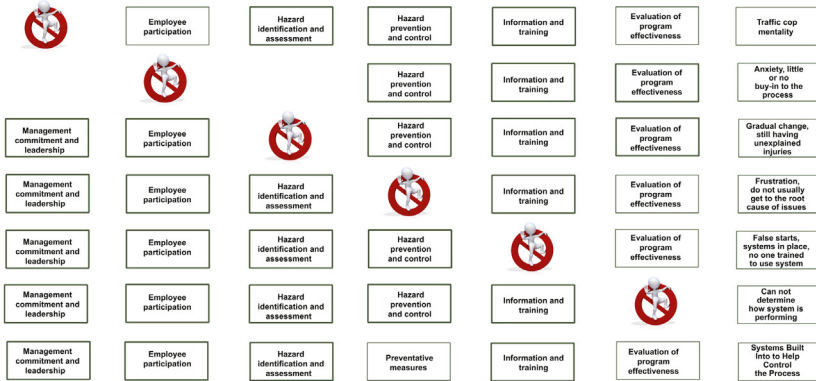 Employee
participation
Hazard
identification and
assessment
Hazard
prevention
and control
Information and
training
Evaluation of
program
effectiveness
Traffic cop
mentality
Hazard
prevention
and control
Information and
training
Evaluation of
program
effectiveness
Anxiety, little
or no
buy-in to the
process
Management
commitment and
leadership
Employee
participation
Hazard
prevention
and control
Information and
training
Evaluation of
program
effectiveness
Gradual change,
still having
unexplained
injuries
Management
commitment and
leadership
Employee
participation
Hazard
identification and
assessment
Information and
training
Evaluation of
program
effectiveness
Frustration,
do not usually
get to the root
cause of issues
Management
commitment and
leadership
Employee
participation
Hazard
identification and
assessment
Hazard
prevention
and control
Evaluation of
program
effectiveness
False starts,
systems in place,
no one trained
to use system
Management
commitment and
leadership
Employee
participation
Hazard
identification and
assessment
Hazard
prevention
and control
Information and
training
Can not
determine
how system is
performing
Management
commitment and
leadership
Employee
participation
Hazard
identification and
assessment
Preventative
measures
Information and
training
Evaluation of
program
effectiveness
Systems Built
Into to Help
Control
the Process